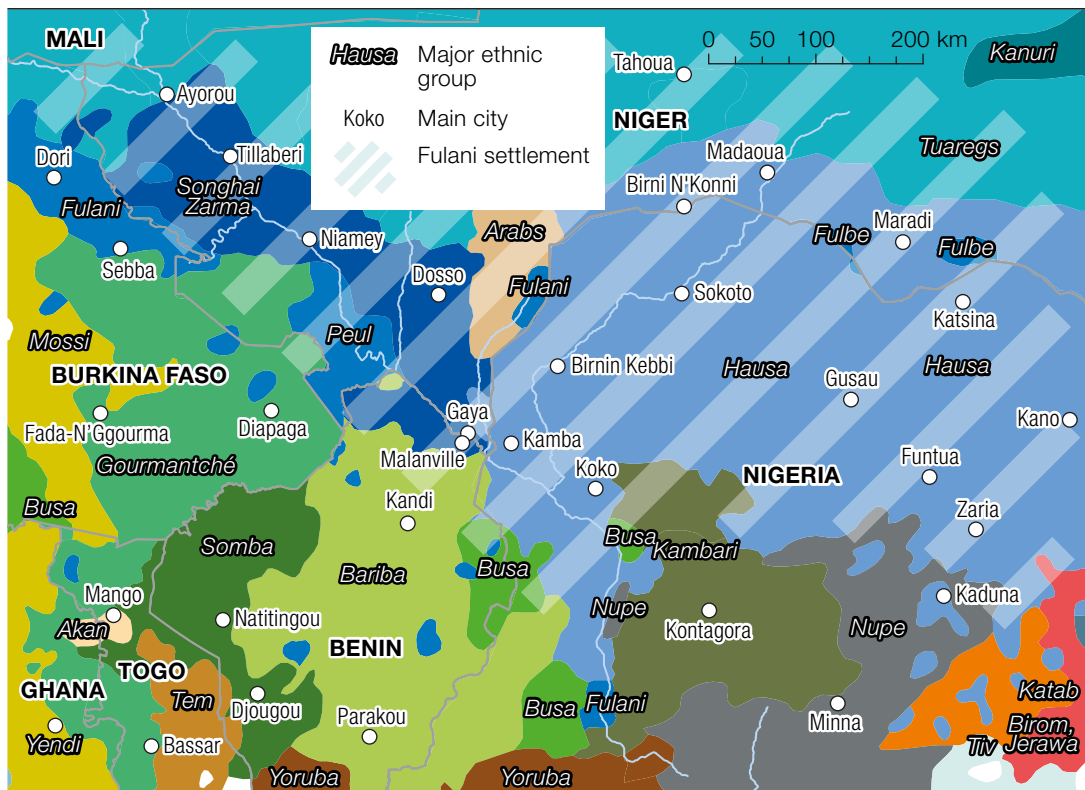 MALI
Hausa Major ethnic
group
Koko Main city
Fulani settlement
0 50 100 200 km
Kanuri
Tahoua
NIGER
Ayorou
Tuaregs
Madaoua
Tillaberi
Dori
Birni N'Konni
Songhai
Zarma
Fulani
Maradi
Arabs
Fulbe
Fulbe
Niamey
Sebba
Dosso
Fulani
Sokoto
Katsina
Peul
Mossi
Birnin Kebbi
Hausa
Hausa
BURKINA FASO
Gusau
Gaya
Kano
Fada-N'Ggourma
Diapaga
Malanville
Kamba
Funtua
Gourmantché
Koko
NIGERIA
Kandi
Busa
Zaria
Busa
Kambari
Somba
Bariba
Busa
Mango
Kaduna
Natitingou
Nupe
Kontagora
Nupe
Akan
BENIN
TOGO
GHANA
Tem
Katab
Djougou
Busa
Fulani
Parakou
Minna
Birom,
Jerawa
Yendi
Bassar
Tiv
Yoruba
Yoruba